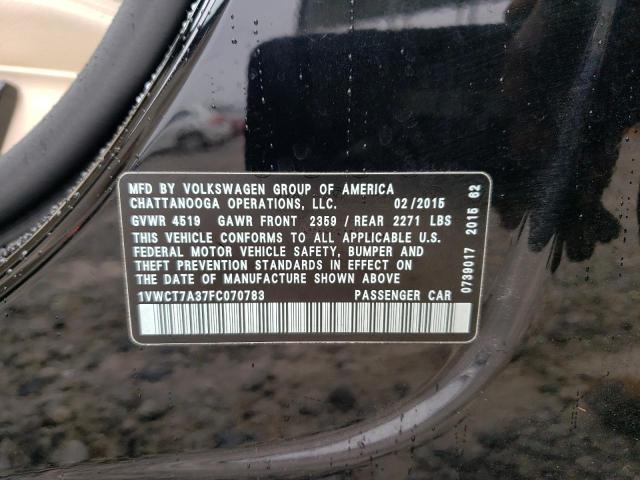 MFD BY VOLKSWAGEN GROUP OF AMERICA
CHATTANOOGA OPERATIONS, LLC. 02/2015
GVWR 4519 GAWR FRONT 2359 / REAR 2271 LBS
THIS VEHICLE CONFORMS TO ALL APPLICABLE U.S.
FEDERAL MOTOR VEHICLE SAFETY, BUMPER AND
THEFT PREVENTION STANDARDS IN EFFECT ON
THE DATE OF MANUFACTURE SHOWN ABOVE
1VWCT7A37FC070783 PASSENGER CAR
0739017 2015 62